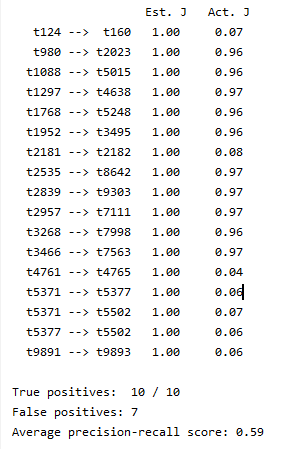 Est. J Act. J
t124 --> t160 1.00 0.07
t980 --> t2023 1.00 0.96
t1088 --> t5015 1.00 0.96
t1297 --> t4638 1.00 0.97
t1768 --> t5248 1.00 0.96
t1952 --> t3495 1.00 0.96
t2181 --> t2182 1.00 0.08
t2535 --> t8642 1.00 0.97
t2839 --> t9303 1.00 0.97
t2957 --> t7111 1.00 0.97
t3268 --> t7998 1.00 0.96
t3466 --> t7563 1.00 0.97
t4761 --> t4765 1.00 0.04
t5371 --> t5377 1.00 0.06
t5371 --> t5502 1.00 0.07
t5377 --> t5502 1.00 0.06
t9891 --> t9893 1.00 0.06
True positives: 10 / 10
False positives: 7
Average precision-recall score: 0.59